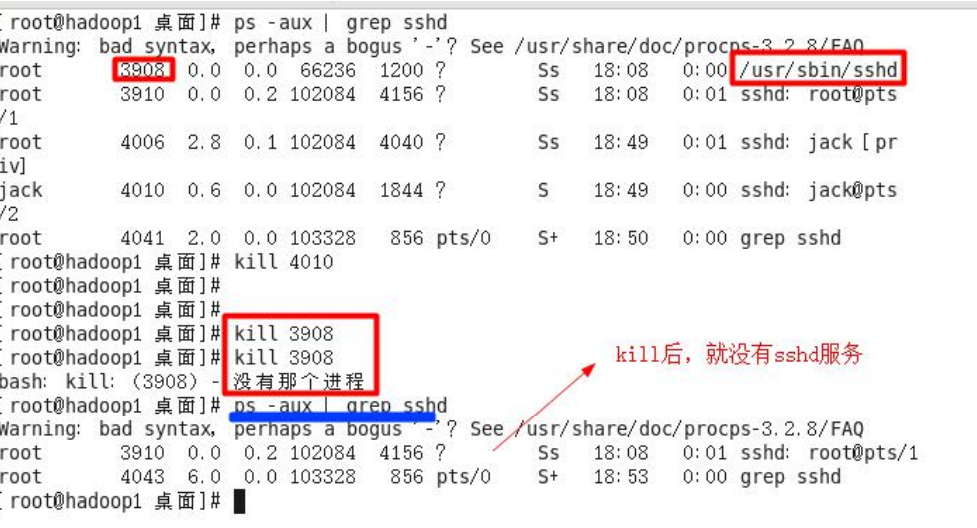 [root@hadoop1 桌面]# ps -aux | grep sshd
Warning: bad syntax, perhaps a bogus '-'? See /usr/share/doc/procps-3.2.8/FAQ
root 3908 0.0 0.0 66236 1200 ? Ss 18:08 0:00 /usr/sbin/sshd
root 3910 0.0 0.2 102084 4156 ? Ss 18:08 0:01 sshd: root@pts
/1
root 4006 2.8 0.1 102084 4040 ? Ss 18:49 0:01 sshd: jack [pr
iv]
jack 4010 0.6 0.0 102084 1844 ? S 18:49 0:00 sshd: jack@pts
/2
root 4041 2.0 0.0 103328 856 pts/0 S+ 18:50 0:00 grep sshd
[root@hadoop1 桌面]# kill 4010
[root@hadoop1 桌面]#
[root@hadoop1 桌面]#
[root@hadoop1 桌面]# kill 3908
[root@hadoop1 桌面]# kill 3908
kill后，就没有sshd服务
bash: kill: (3908) - 没有那个进程
[root@hadoop1 桌面]# ps -aux | grep sshd
Warning: bad syntax, perhaps a bogus '-'? See /usr/share/doc/procps-3.2.8/FAQ
root 3910 0.0 0.2 102084 4156 ? Ss 18:08 0:01 sshd: root@pts/1
root 4043 6.0 0.0 103328 856 pts/0 S+ 18:53 0:00 grep sshd
[root@hadoop1 桌面]#